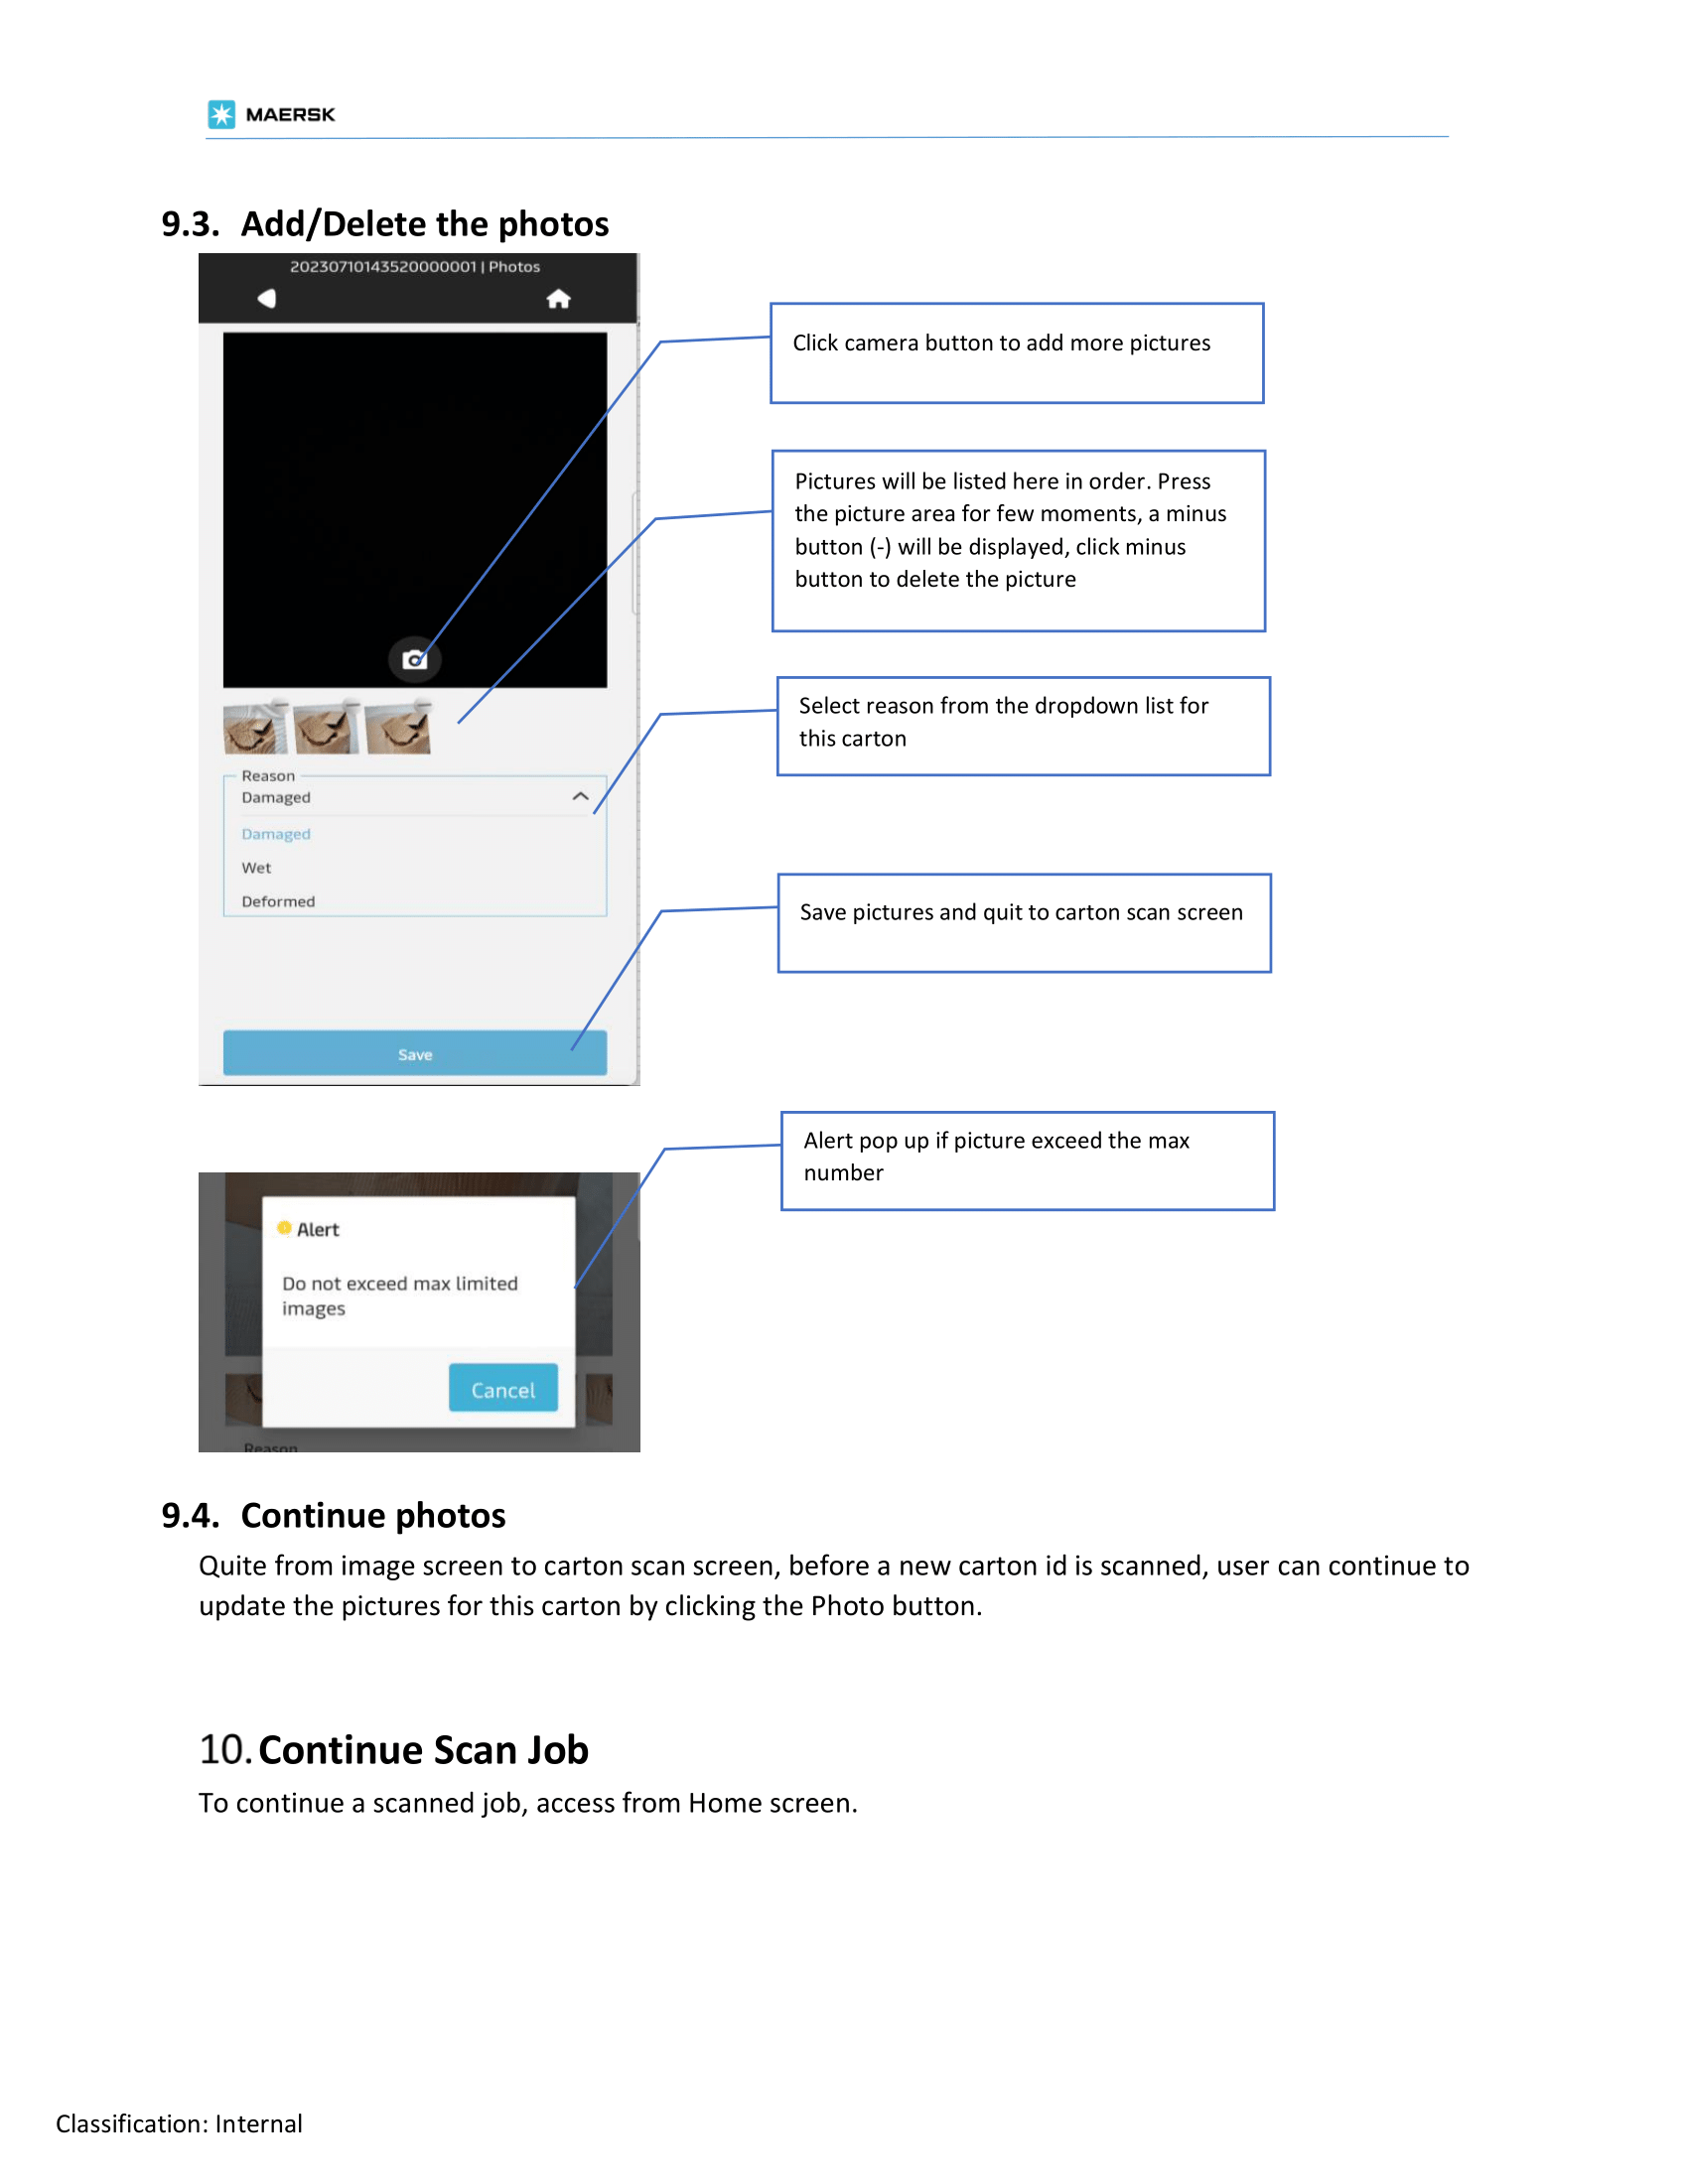 MAERSK
9.3. Add/Delete the photos
20230710143520000001 | Photos
Click camera button to add more pictures
Pictures will be listed here in order. Press
the picture area for few moments, a minus
button (-) will be displayed, click minus
button to delete the picture
Select reason from the dropdown list for
this carton
Reason
Damaged
Damaged
Wet
Deformed
Save pictures and quit to carton scan screen
Save
Alert pop up if picture exceed the max
number
Alert
Do not exceed max limited
images
Cancel
Reason
9.4. Continue photos
Quite from image screen to carton scan screen, before a new carton id is scanned, user can continue to
update the pictures for this carton by clicking the Photo button.
10. Continue Scan Job
To continue a scanned job, access from Home screen.
Classification: Internal